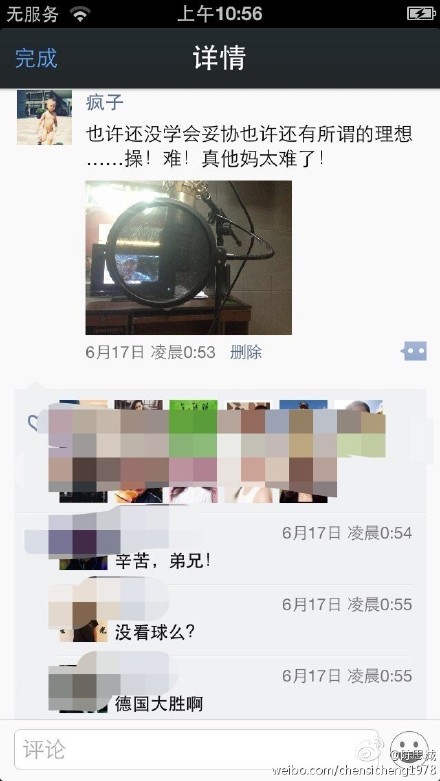 无服务 上午10:56
完成 详情
疯子
也许还没学会妥协也许还有所谓的理想
……操！难！真他妈太难了！
6月17日 凌晨0:53 删除
6月17日 凌晨0:54
辛苦，弟兄！
6月17日 凌晨0:55
没看球么？
6月17日 凌晨0:55
德国大胜啊
评论
weibo.com/chensicheng1978